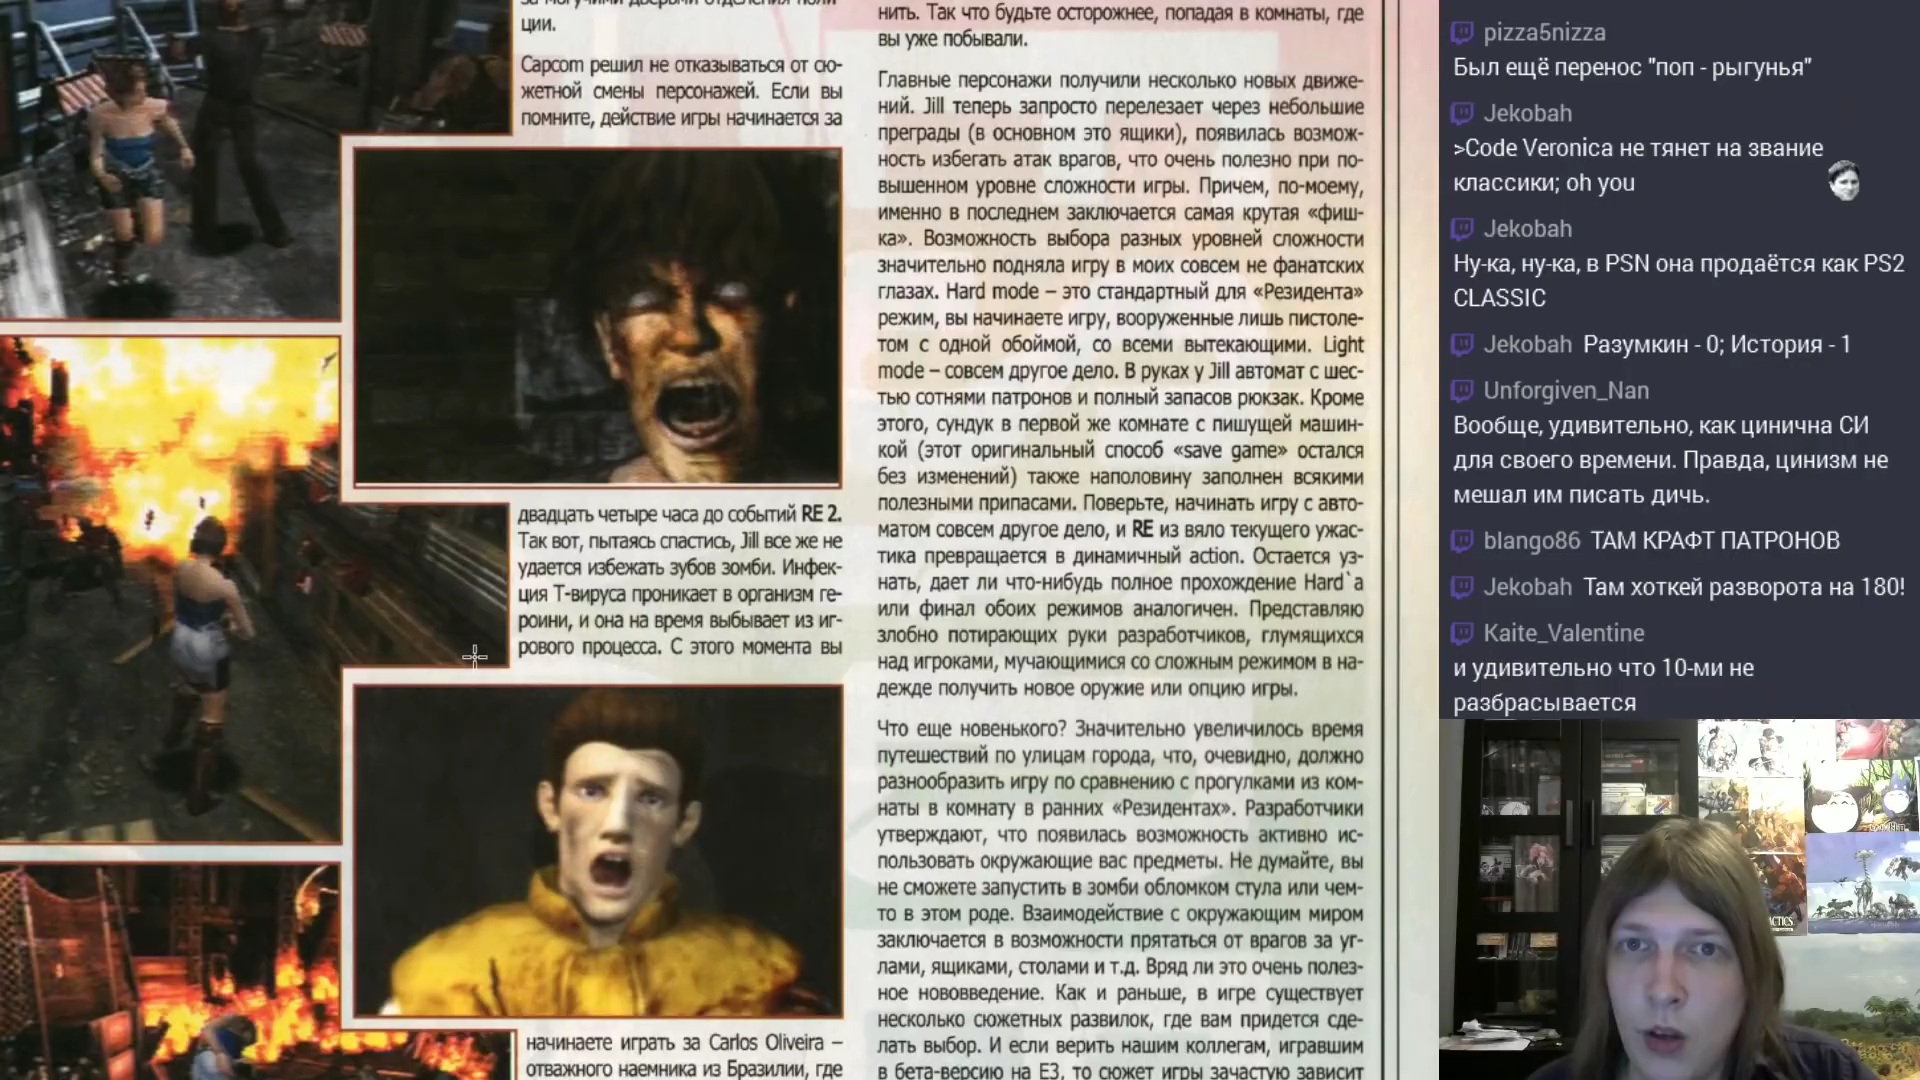 за могучими дверьми отделения поли-
ции.
Capcom решил не отказываться от сю-
жетной смены персонажей. Если вы
помните, действие игры начинается за
двадцать четыре часа до событий RE 2.
Так вот, пытаясь спастись, Jill все же не
удается избежать зубов зомби. Инфек-
ция Т-вируса проникает в организм ге-
роини, и она на время выбывает из иг-
рового процесса. С этого момента вы
начинаете играть за Carlos Oliveira –
отважного наемника из Бразилии, где
нить. Так что будьте осторожнее, попадая в комнаты, где
вы уже побывали.
Главные персонажи получили несколько новых движе-
ний. Jill теперь запросто перелезает через небольшие
преграды (в основном это ящики), появилась возмож-
ность избегать атак врагов, что очень полезно при по-
вышенном уровне сложности игры. Причем, по-моему,
именно в последнем заключается самая крутая «фиш-
ка». Возможность выбора разных уровней сложности
значительно подняла игру в моих совсем не фанатских
глазах. Hard mode – это стандартный для «Резидента»
режим, вы начинаете игру, вооруженные лишь пистоле-
том с одной обоймой, со всеми вытекающими. Light
mode – совсем другое дело. В руках у Jill автомат с шес-
тью сотнями патронов и полный запасов рюкзак. Кроме
этого, сундук в первой же комнате с пишущей машин-
кой (этот оригинальный способ «save game» остался
без изменений) также наполовину заполнен всякими
полезными припасами. Поверьте, начинать игру с авто-
матом совсем другое дело, и RE из вяло текущего ужас-
тика превращается в динамичный action. Остается уз-
нать, дает ли что-нибудь полное прохождение Hard`а
или финал обоих режимов аналогичен. Представляю
злобно потирающих руки разработчиков, глумящихся
над игроками, мучающимися со сложным режимом в на-
дежде получить новое оружие или опцию игры.
Что еще новенького? Значительно увеличилось время
путешествий по улицам города, что, очевидно, должно
разнообразить игру по сравнению с прогулками из ком-
наты в комнату в ранних «Резидентах». Разработчики
утверждают, что появилась возможность активно ис-
пользовать окружающие вас предметы. Не думайте, вы
не сможете запустить в зомби обломком стула или чем-
то в этом роде. Взаимодействие с окружающим миром
заключается в возможности прятаться от врагов за уг-
лами, ящиками, столами и т.д. Вряд ли это очень полез-
ное нововведение. Как и раньше, в игре существует
несколько сюжетных развилок, где вам придется сде-
лать выбор. И если верить нашим коллегам, игравшим
в бета-версию на E3, то сюжет игры зачастую зависит
pizza5nizza
Был ещё перенос "поп - рыгунья"
Jekobah
>Code Veronica не тянет на звание
классики; oh you
Jekobah
Ну-ка, ну-ка, в PSN она продаётся как PS2
CLASSIC
Jekobah Разумкин - 0; История - 1
Unforgiven_Nan
Вообще, удивительно, как цинична СИ
для своего времени. Правда, цинизм не
мешал им писать дичь.
blango86 ТАМ КРАФТ ПАТРОНОВ
Jekobah Там хоткей разворота на 180!
Kaite_Valentine
и удивительно что 10-ми не
разбрасывается